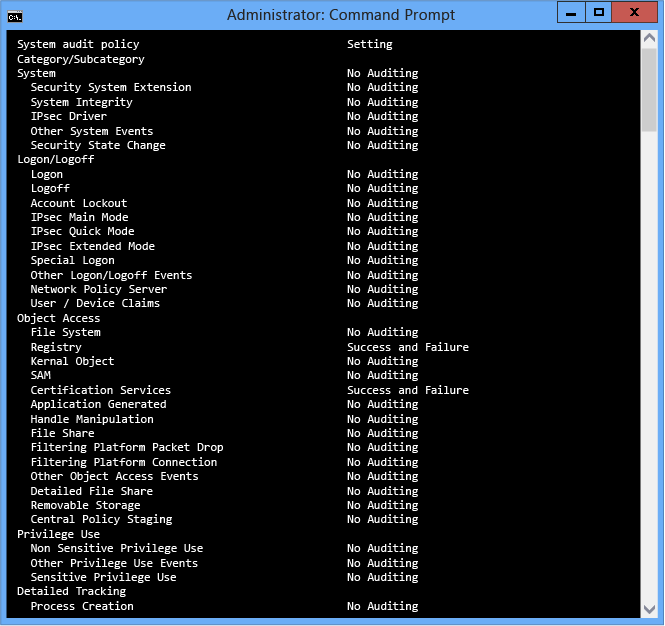 Administrator: Command Prompt
System audit policy Setting
Category/Subcategory
System No Auditing
Security System Extension No Auditing
System Integrity No Auditing
IPsec Driver No Auditing
Other System Events No Auditing
Security State Change No Auditing
Logon/Logoff
Logon No Auditing
Logoff No Auditing
Account Lockout No Auditing
IPsec Main Mode No Auditing
IPsec Quick Mode No Auditing
IPsec Extended Mode No Auditing
Special Logon No Auditing
Other Logon/Logoff Events No Auditing
Network Policy Server No Auditing
User / Device Claims No Auditing
Object Access
File System No Auditing
Registry Success and Failure
Kernal Object No Auditing
SAM No Auditing
Certification Services Success and Failure
Application Generated No Auditing
Handle Manipulation No Auditing
File Share No Auditing
Filtering Platform Packet Drop No Auditing
Filtering Platform Connection No Auditing
Other Object Access Events No Auditing
Detailed File Share No Auditing
Removable Storage No Auditing
Central Policy Staging No Auditing
Privilege Use
Non Sensitive Privilege Use No Auditing
Other Privilege Use Events No Auditing
Sensitive Privilege Use No Auditing
Detailed Tracking
Process Creation No Auditing